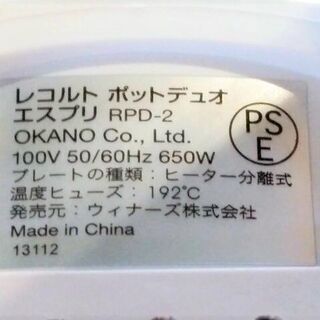 レコルト ポットデュオ
エスプリ RPD-2
OKANO Co., Ltd.
100V 50/60Hz 650W
プレートの種類：ヒーター分離式
温度ヒューズ：192℃
発売元：ウィナーズ株式会社
Made in China
13112
PS
E